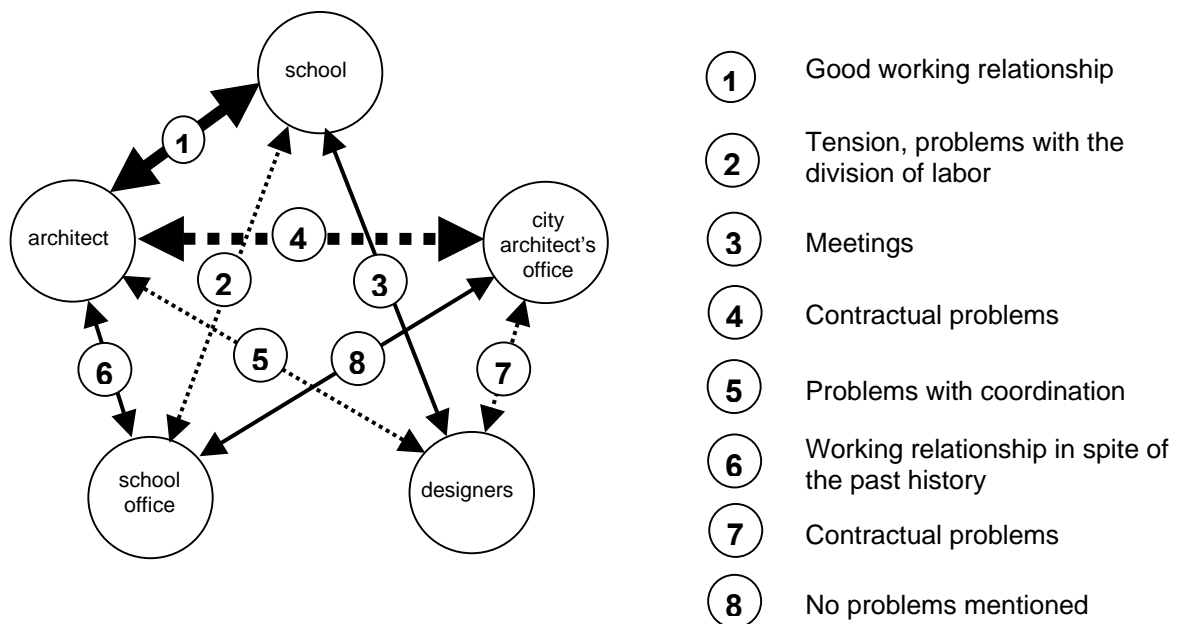 school
architect
city
architect's
office
school
office
designers
1
2
3
4
5
6
7
8
1 Good working relationship
2 Tension, problems with the
division of labor
3 Meetings
4 Contractual problems
5 Problems with coordination
6 Working relationship in spite of
the past history
7 Contractual problems
8 No problems mentioned